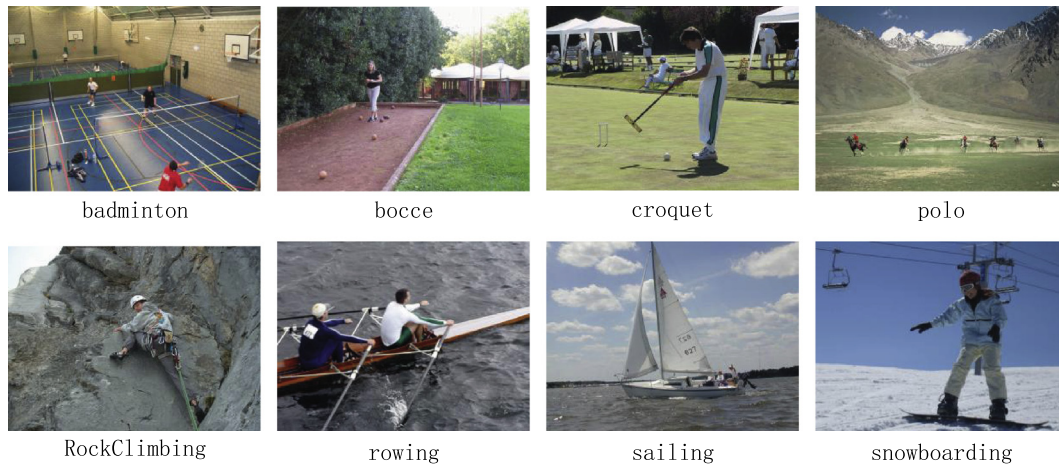 badminton
bocce
croquet
polo
RockClimbing
rowing
sailing
snowboarding